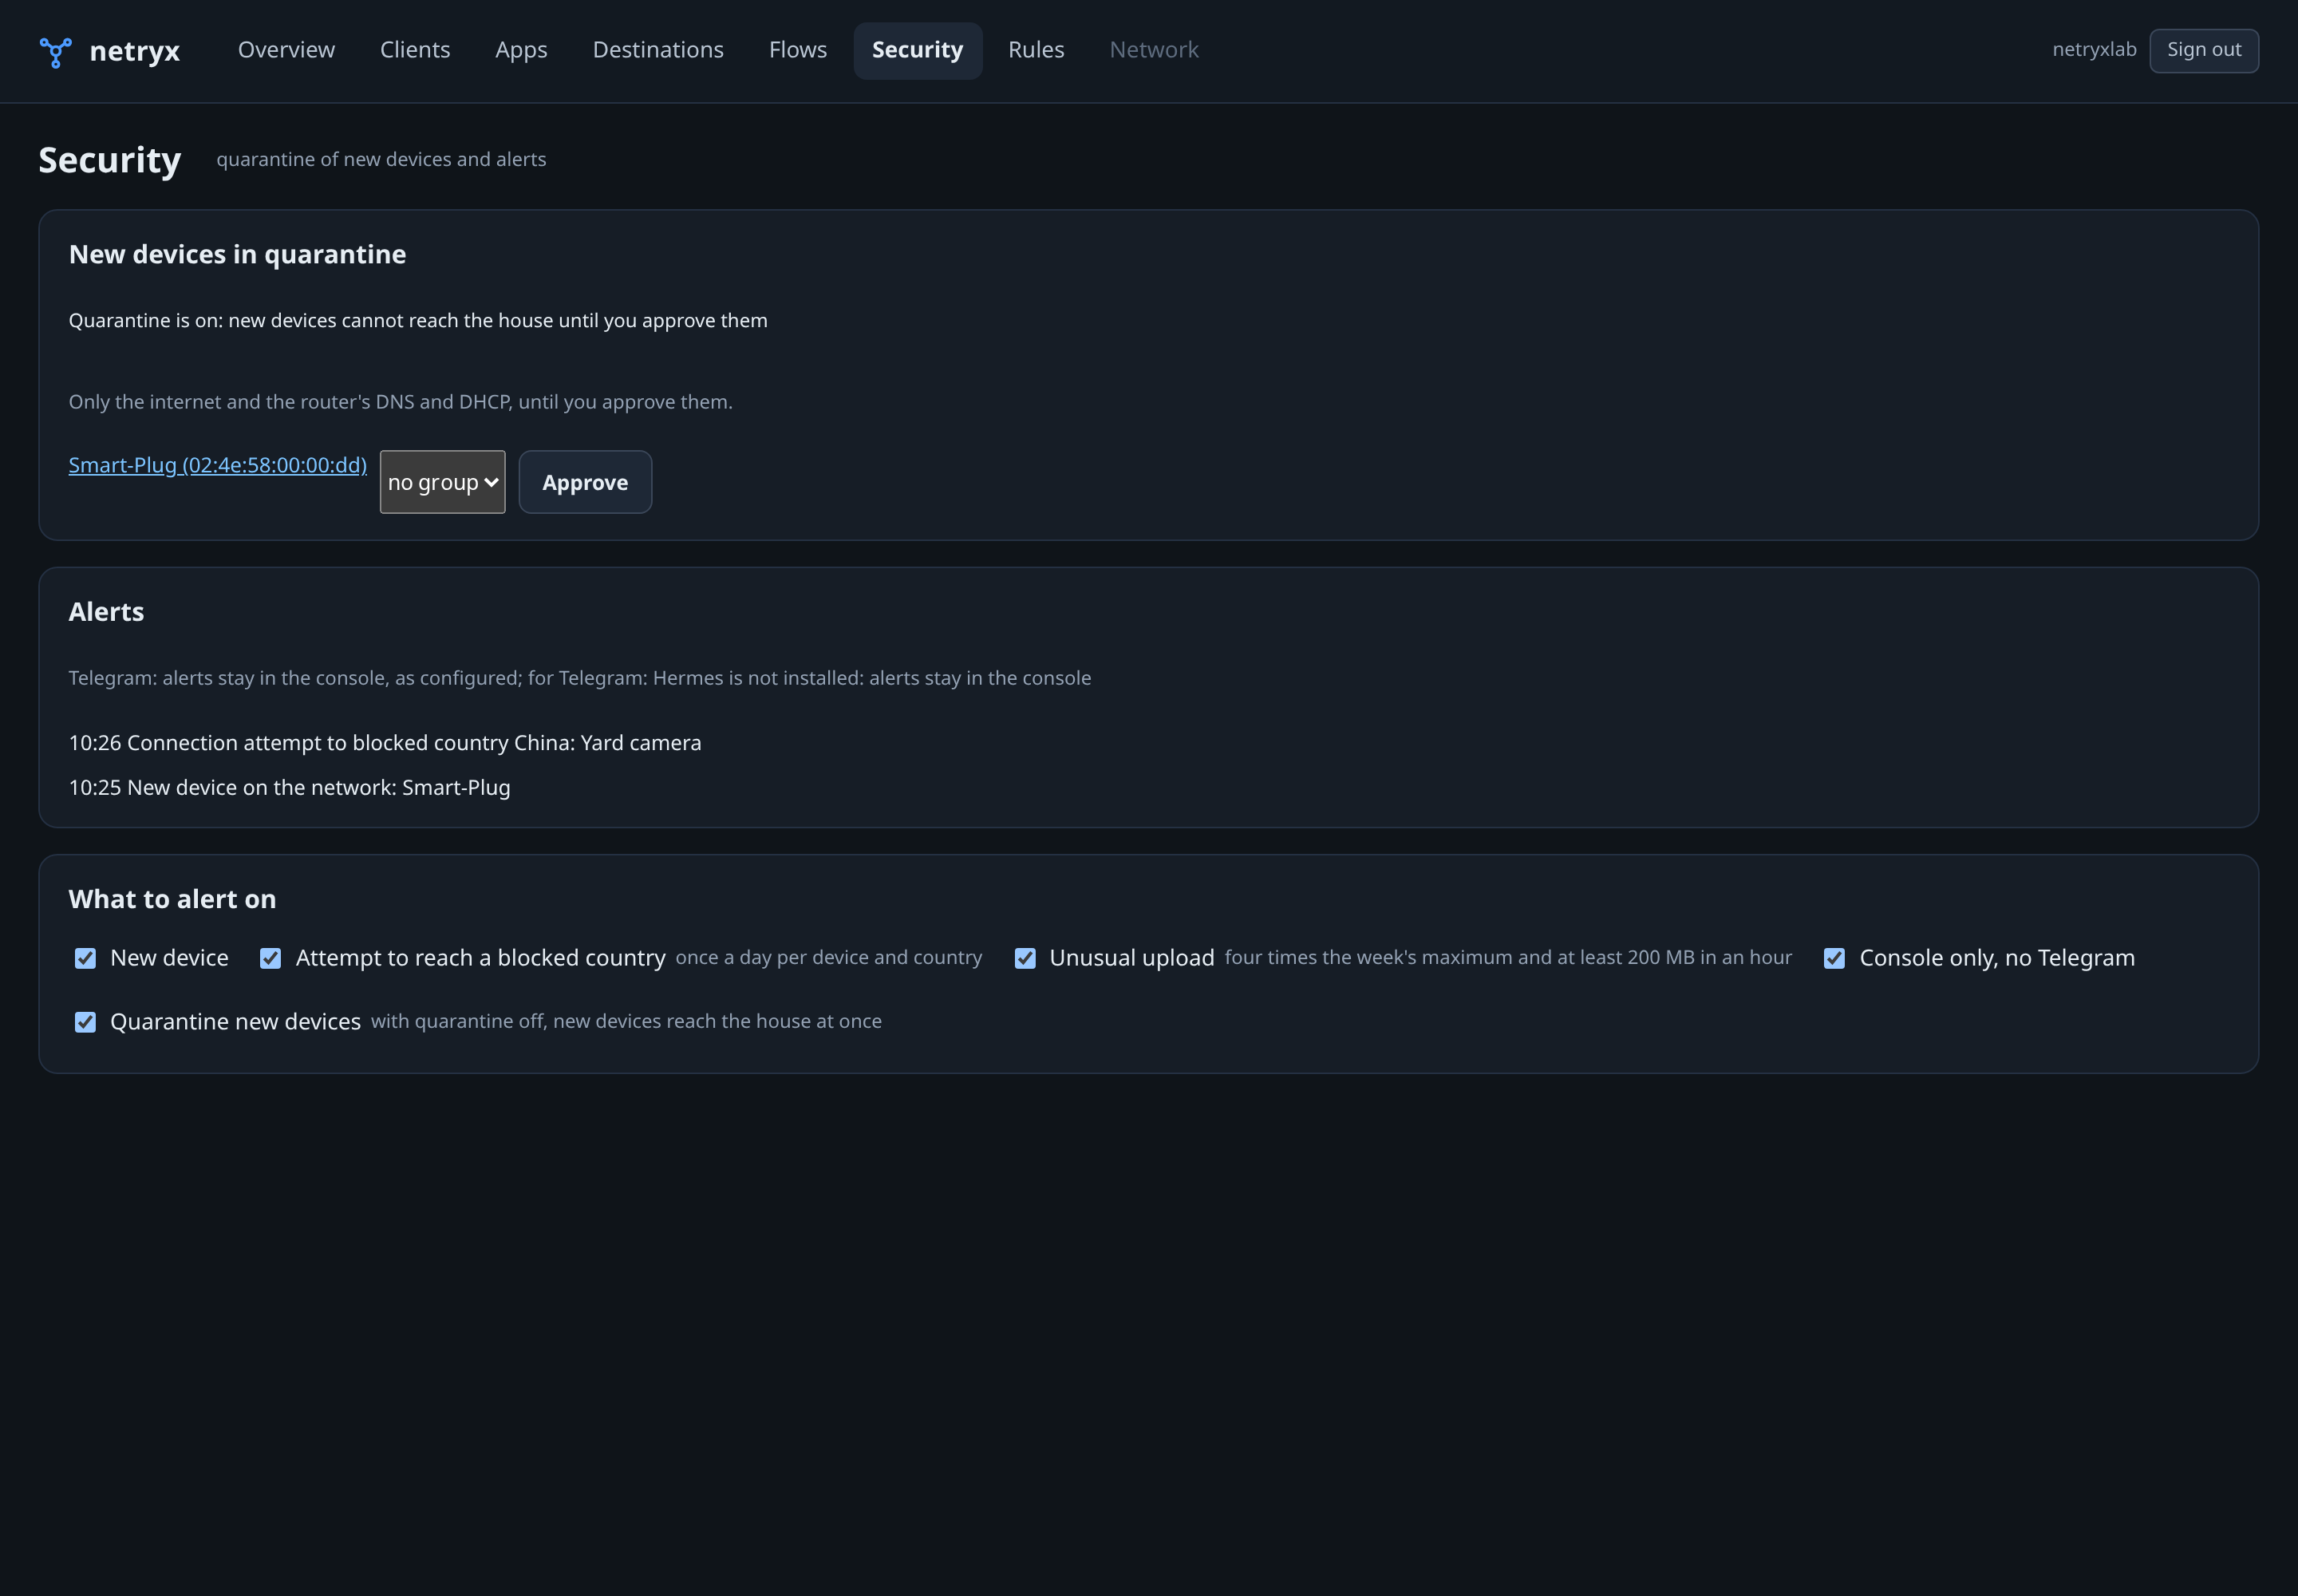 netryx Overview Clients Apps Destinations Flows Security Rules Network netryxlab Sign out
Security quarantine of new devices and alerts
New devices in quarantine
Quarantine is on: new devices cannot reach the house until you approve them
Only the internet and the router's DNS and DHCP, until you approve them.
Smart-Plug (02:4e:58:00:00:dd) no group Approve
Alerts
Telegram: alerts stay in the console, as configured; for Telegram: Hermes is not installed: alerts stay in the console
10:26 Connection attempt to blocked country China: Yard camera
10:25 New device on the network: Smart-Plug
What to alert on
New device Attempt to reach a blocked country once a day per device and country Unusual upload four times the week's maximum and at least 200 MB in an hour Console only, no Telegram
Quarantine new devices with quarantine off, new devices reach the house at once